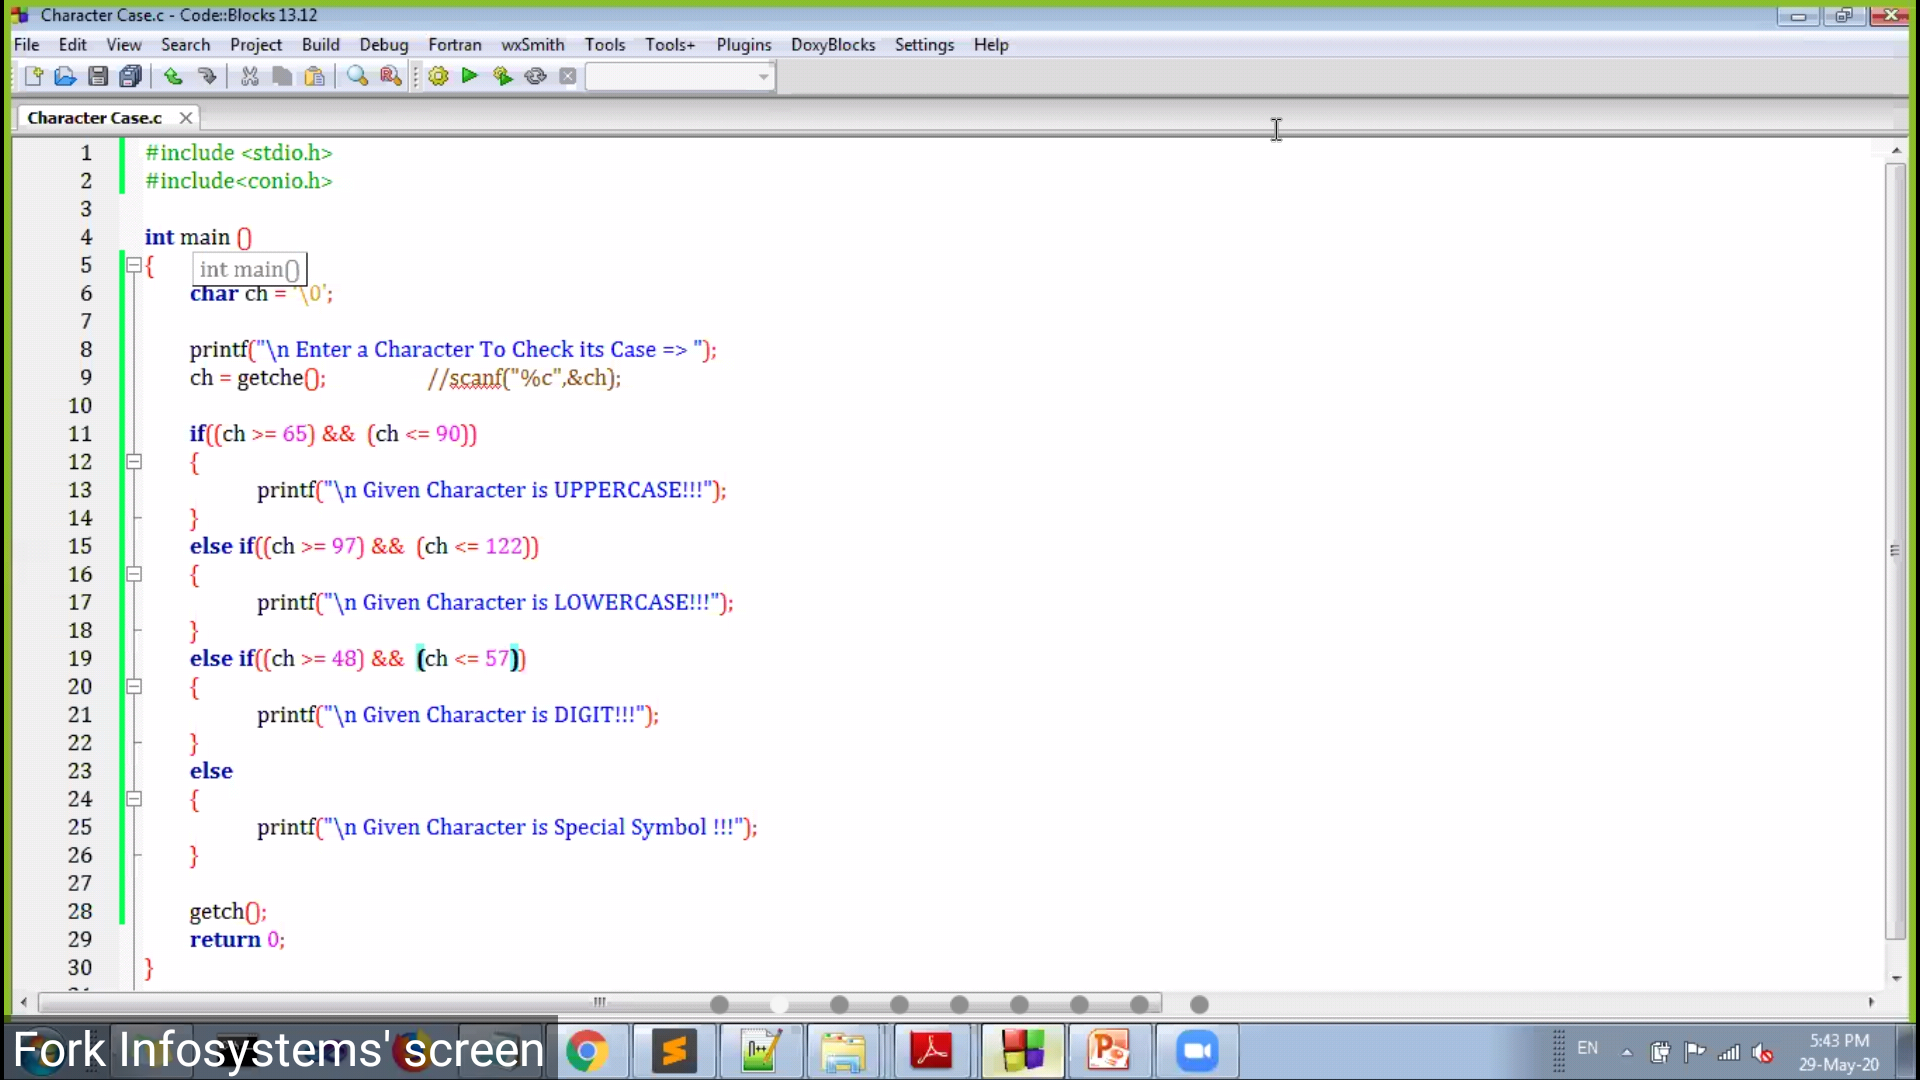 Character Case.c - Code::Blocks 13.12
File Edit View Search Project Build Debug Fortran wxSmith Tools Tools+ Plugins DoxyBlocks Settings Help
Character Case.c
1 #include <stdio.h>
2 #include<conio.h>
3
4 int main ()
5 {
int main()
6 char ch = '\0';
7
8 printf("\n Enter a Character To Check its Case => ");
9 ch = getche(); //scanf("%c",&ch);
10
11 if((ch >= 65) && (ch <= 90))
12 {
13 printf("\n Given Character is UPPERCASE!!!");
14 }
15 else if((ch >= 97) && (ch <= 122))
16 {
17 printf("\n Given Character is LOWERCASE!!!");
18 }
19 else if((ch >= 48) && (ch <= 57))
20 {
21 printf("\n Given Character is DIGIT!!!");
22 }
23 else
24 {
25 printf("\n Given Character is Special Symbol !!!");
26 }
27
28 getch();
29 return 0;
30 }
Fork Infosystems' screen
EN
5:43 PM
29-May-20